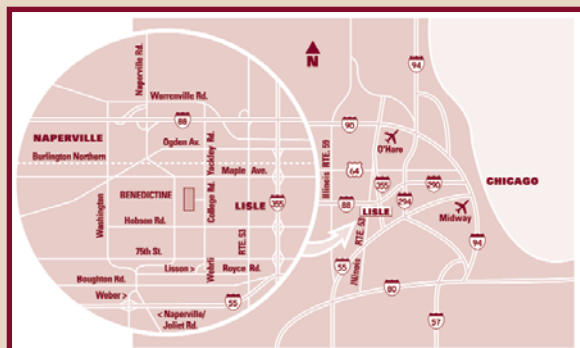 Naperville Rd.
N
94
Warrenville Rd.
88
90
NAPERVILLE
Ogden Av.
Yackley Rd.
Illinois RTE. 59
O'Hare
Burlington Northern
Maple Ave.
64
355
290
CHICAGO
BENEDICTINE
College Rd.
LISLE
355
88
LISLE
294
Midway
Washington
Hobson Rd.
RTE. 53
Illinois RTE. 53
75th St.
94
Lisson >
Wehrli
Royce Rd.
55
Boughton Rd.
80
Weber >
55
< Naperville/
Joliet Rd.
57